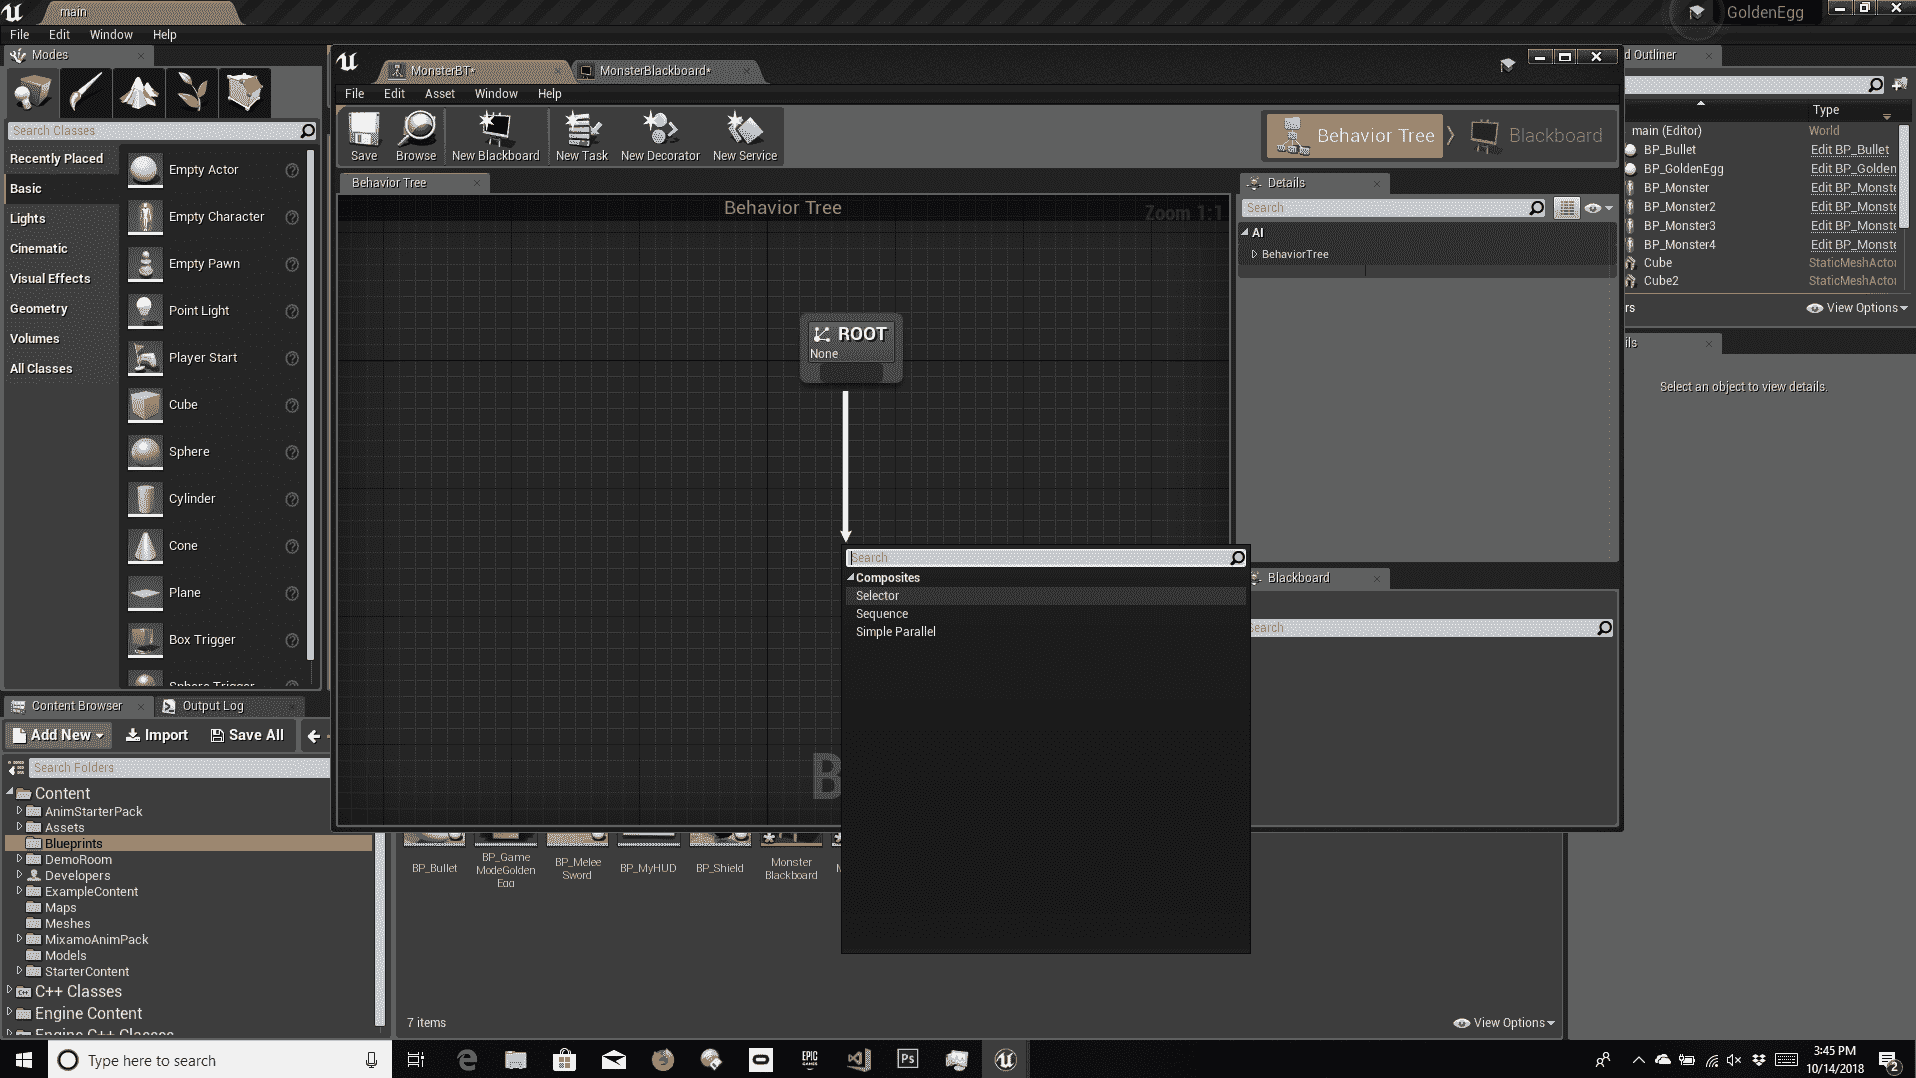 main
GoldenEgg
File Edit Window Help
Modes
Search Classes
Recently Placed
Basic
Lights
Cinematic
Visual Effects
Geometry
Volumes
All Classes
Empty Actor
Empty Character
Empty Pawn
Point Light
Player Start
Cube
Sphere
Cylinder
Cone
Plane
Box Trigger
Sphere Trigger
MonsterBT*
MonsterBlackboard*
File Edit Asset Window Help
Save
Browse
New Blackboard
New Task
New Decorator
New Service
Behavior Tree
Blackboard
Behavior Tree
Behavior Tree
Zoom 1:1
ROOT
None
B
Search
Composites
Selector
Sequence
Simple Parallel
Details
Search
AI
BehaviorTree
Blackboard
Search
d Outliner
Type
main (Editor) World
BP_Bullet Edit BP_Bullet
BP_GoldenEgg Edit BP_Golden
BP_Monster Edit BP_Monste
BP_Monster2 Edit BP_Monste
BP_Monster3 Edit BP_Monste
BP_Monster4 Edit BP_Monste
Cube StaticMeshActor
Cube2 StaticMeshActor
rs
View Options
ils
Select an object to view details.
Content Browser
Output Log
Add New
Import
Save All
Search Folders
Content
AnimStarterPack
Assets
Blueprints
DemoRoom
Developers
ExampleContent
Maps
Meshes
MixamoAnimPack
Models
StarterContent
C++ Classes
Engine Content
Engine C++ Classes
BP_Bullet
BP_Game
ModeGolden
Egg
BP_Melee
Sword
BP_MyHUD
BP_Shield
Monster
Blackboard
7 items
View Options
Type here to search
EPIC
GAMES
Ps
3:45 PM
10/14/2018
2